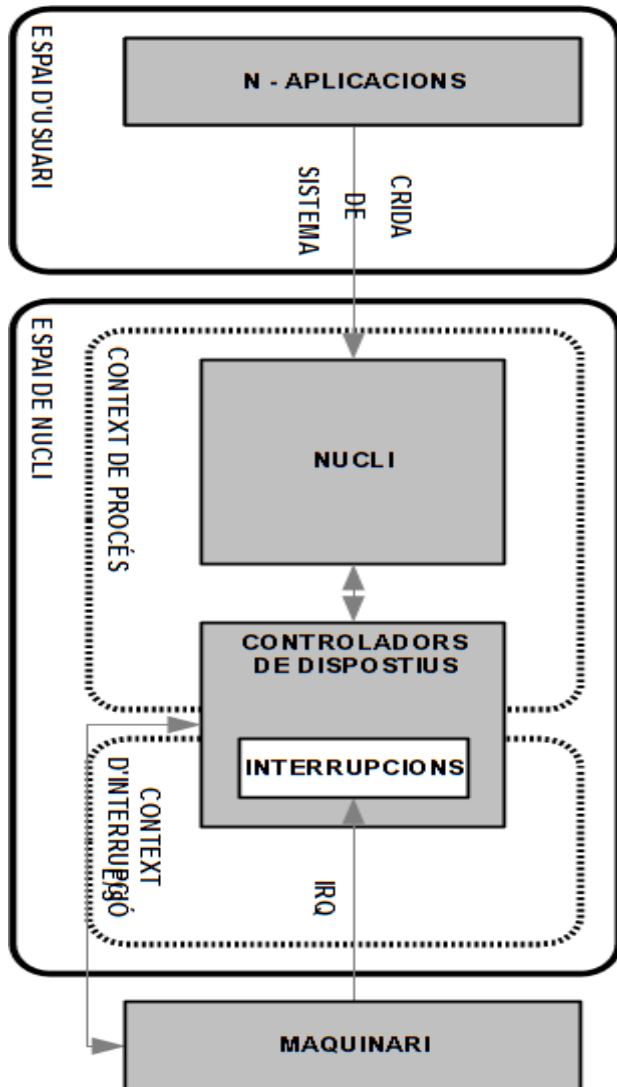 ESPAI D'USUARI
N - APLICACIONS
CRIDA
DE
SISTEMA
ESPAI DE NUCLI
CONTEXT DE PROCÉS
NUCLI
CONTROLADORS
DE DISPOSTIUS
INTERRUPCIONS
CONTEXT
D'INTERRUPCIÓ
E/S
IRQ
MAQUINARI